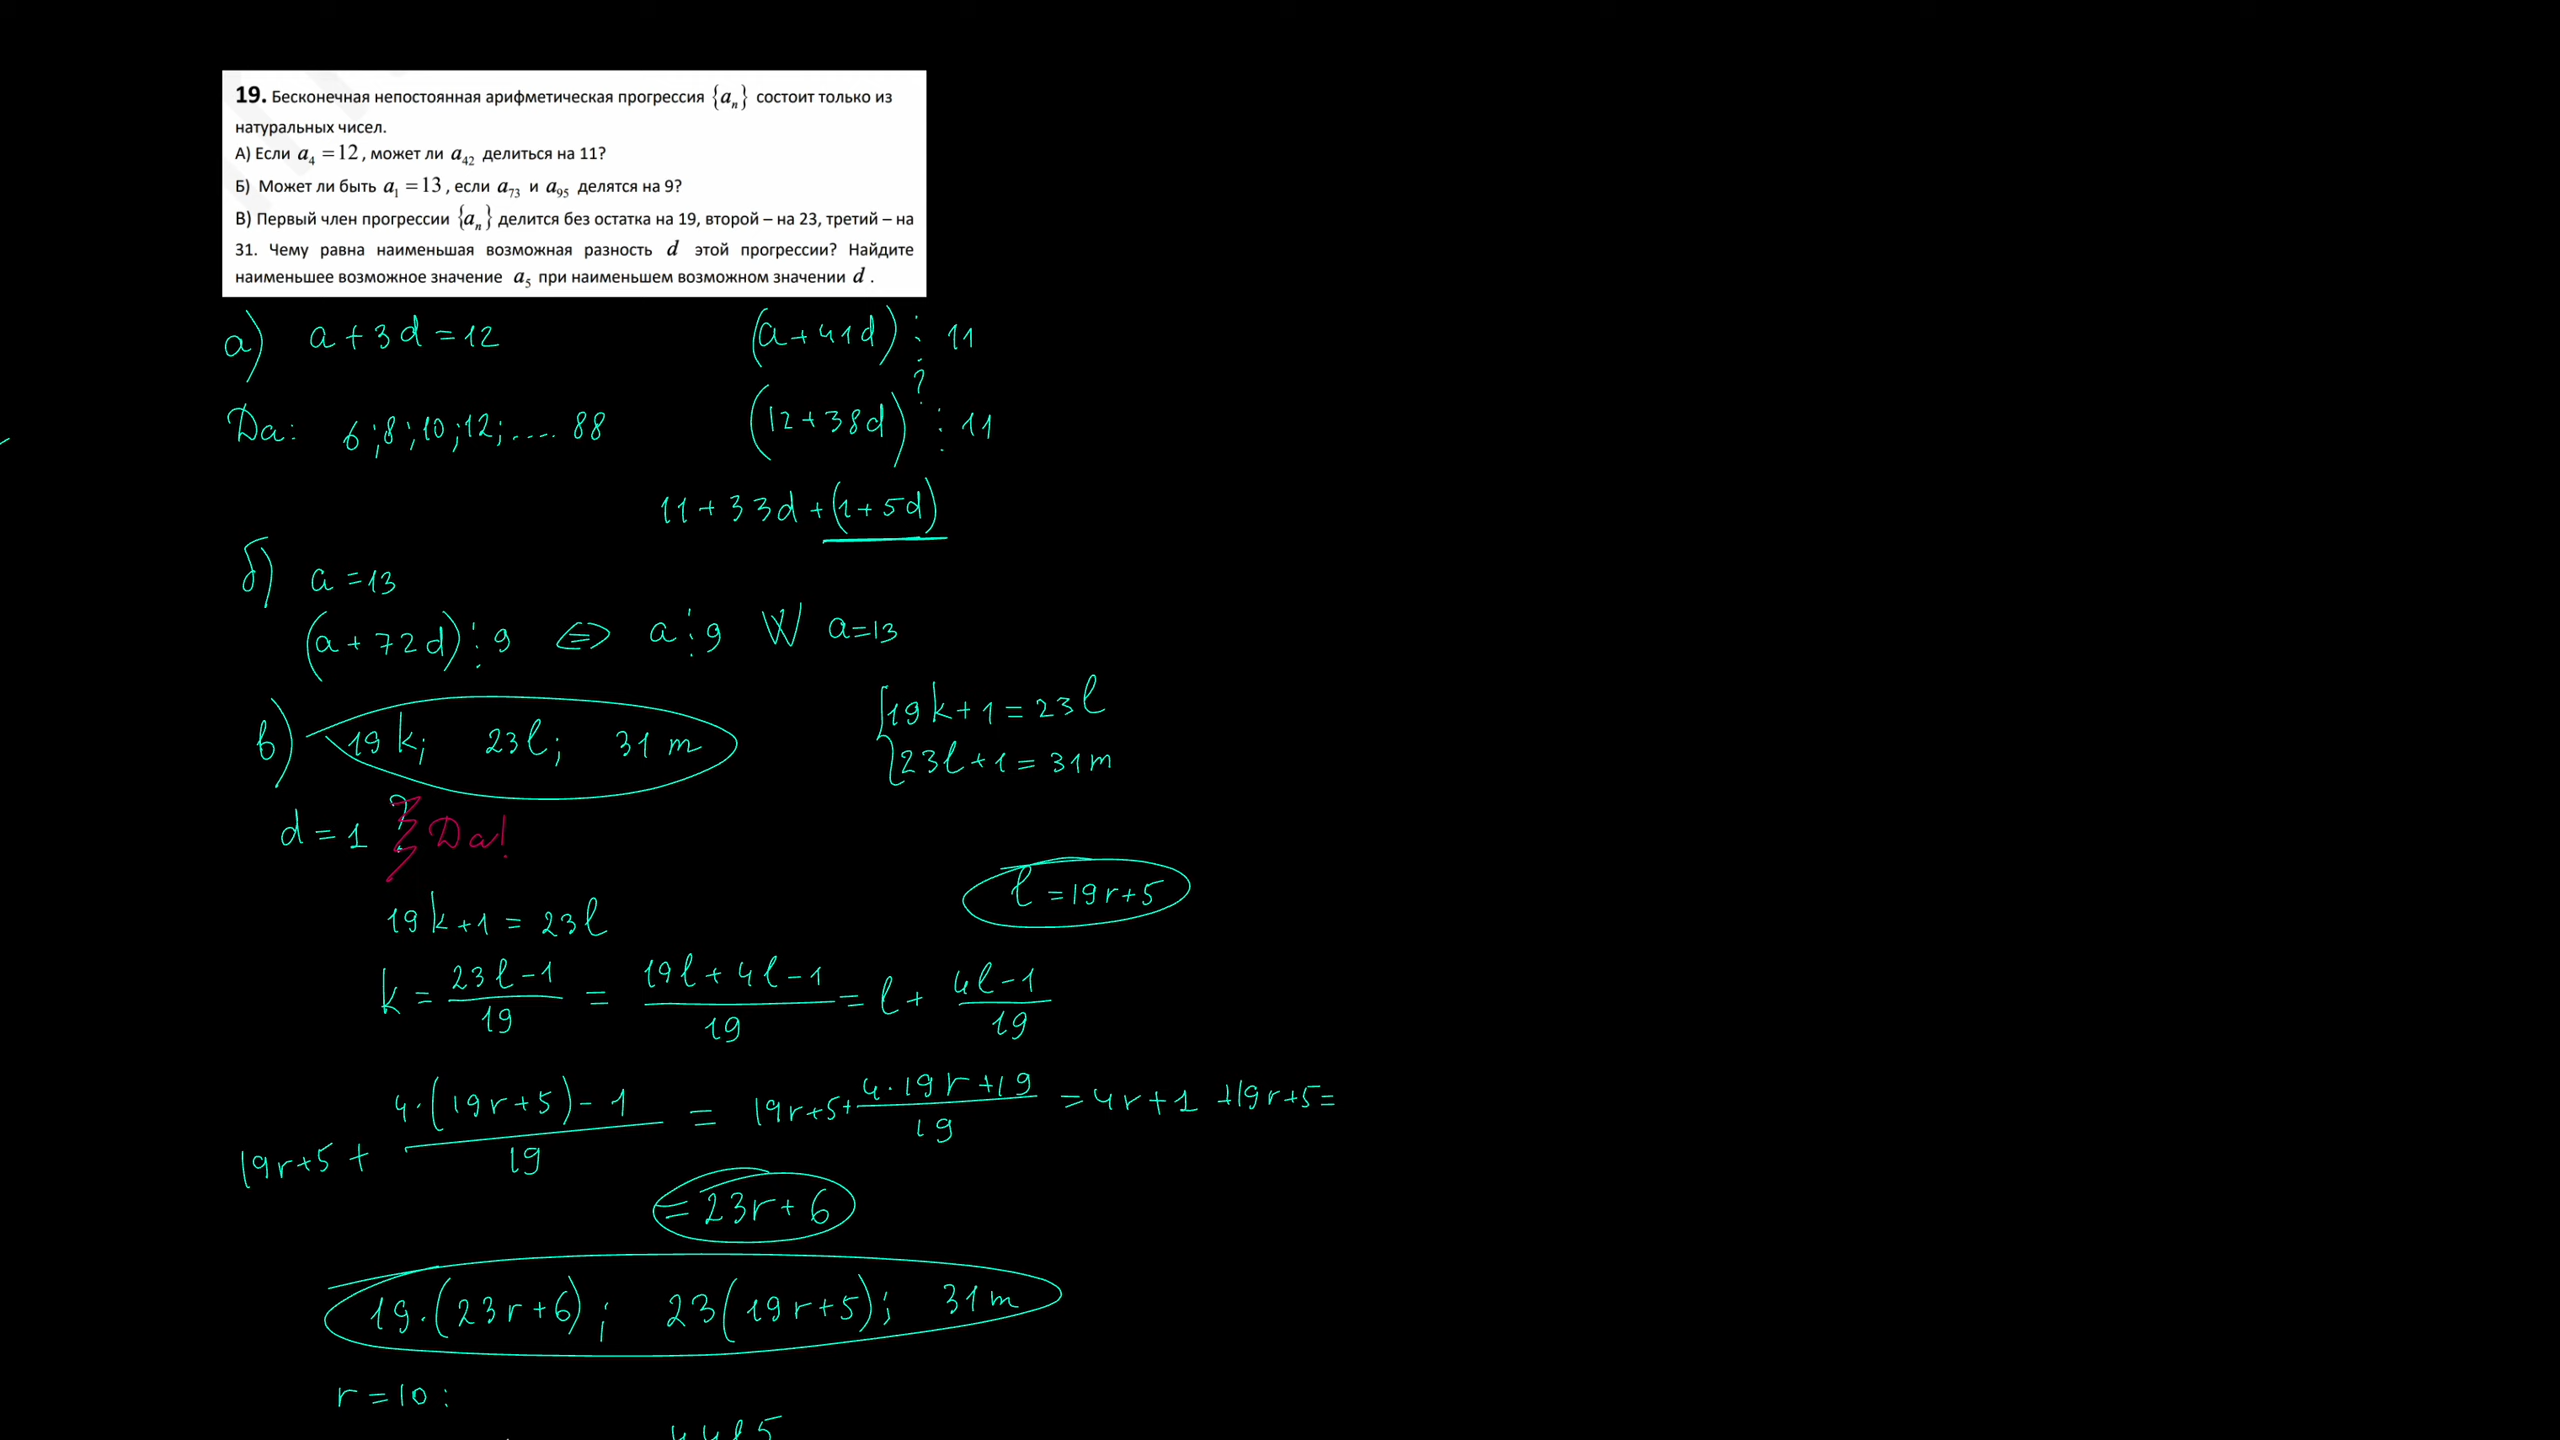 19. Бесконечная непостоянная арифметическая прогрессия {aₙ} состоит только из
натуральных чисел.
А) Если a₄ = 12, может ли a₄₂ делиться на 11?
Б) Может ли быть a₁ = 13, если a₇₃ и a₉₅ делятся на 9?
В) Первый член прогрессии {aₙ} делится без остатка на 19, второй – на 23, третий – на
31. Чему равна наименьшая возможная разность d этой прогрессии? Найдите
наименьшее возможное значение a₅ при наименьшем возможном значении d.
а) a + 3d = 12 (a + 41d) ⋮ 11
?
Да: 6; 8; 10; 12; .... 88 (12 + 38d) ⋮ 11
11 + 33d + (1 + 5d)
б) a = 13
(a + 72d) ⋮ 9 ⇔ a ⋮ 9 W a = 13
в) 19k; 23l; 31m
{19k + 1 = 23l
23l + 1 = 31m
d = 1 ? Да!
l = 19r + 5
19k + 1 = 23l
k = (23l − 1)/19 = (19l + 4l − 1)/19 = l + (4l − 1)/19
19r + 5 + (4·(19r + 5) − 1)/19 = 19r + 5 + (4·19r + 19)/19 = 4r + 1 + 19r + 5 =
= 23r + 6
19·(23r + 6); 23(19r + 5); 31m
r = 10: